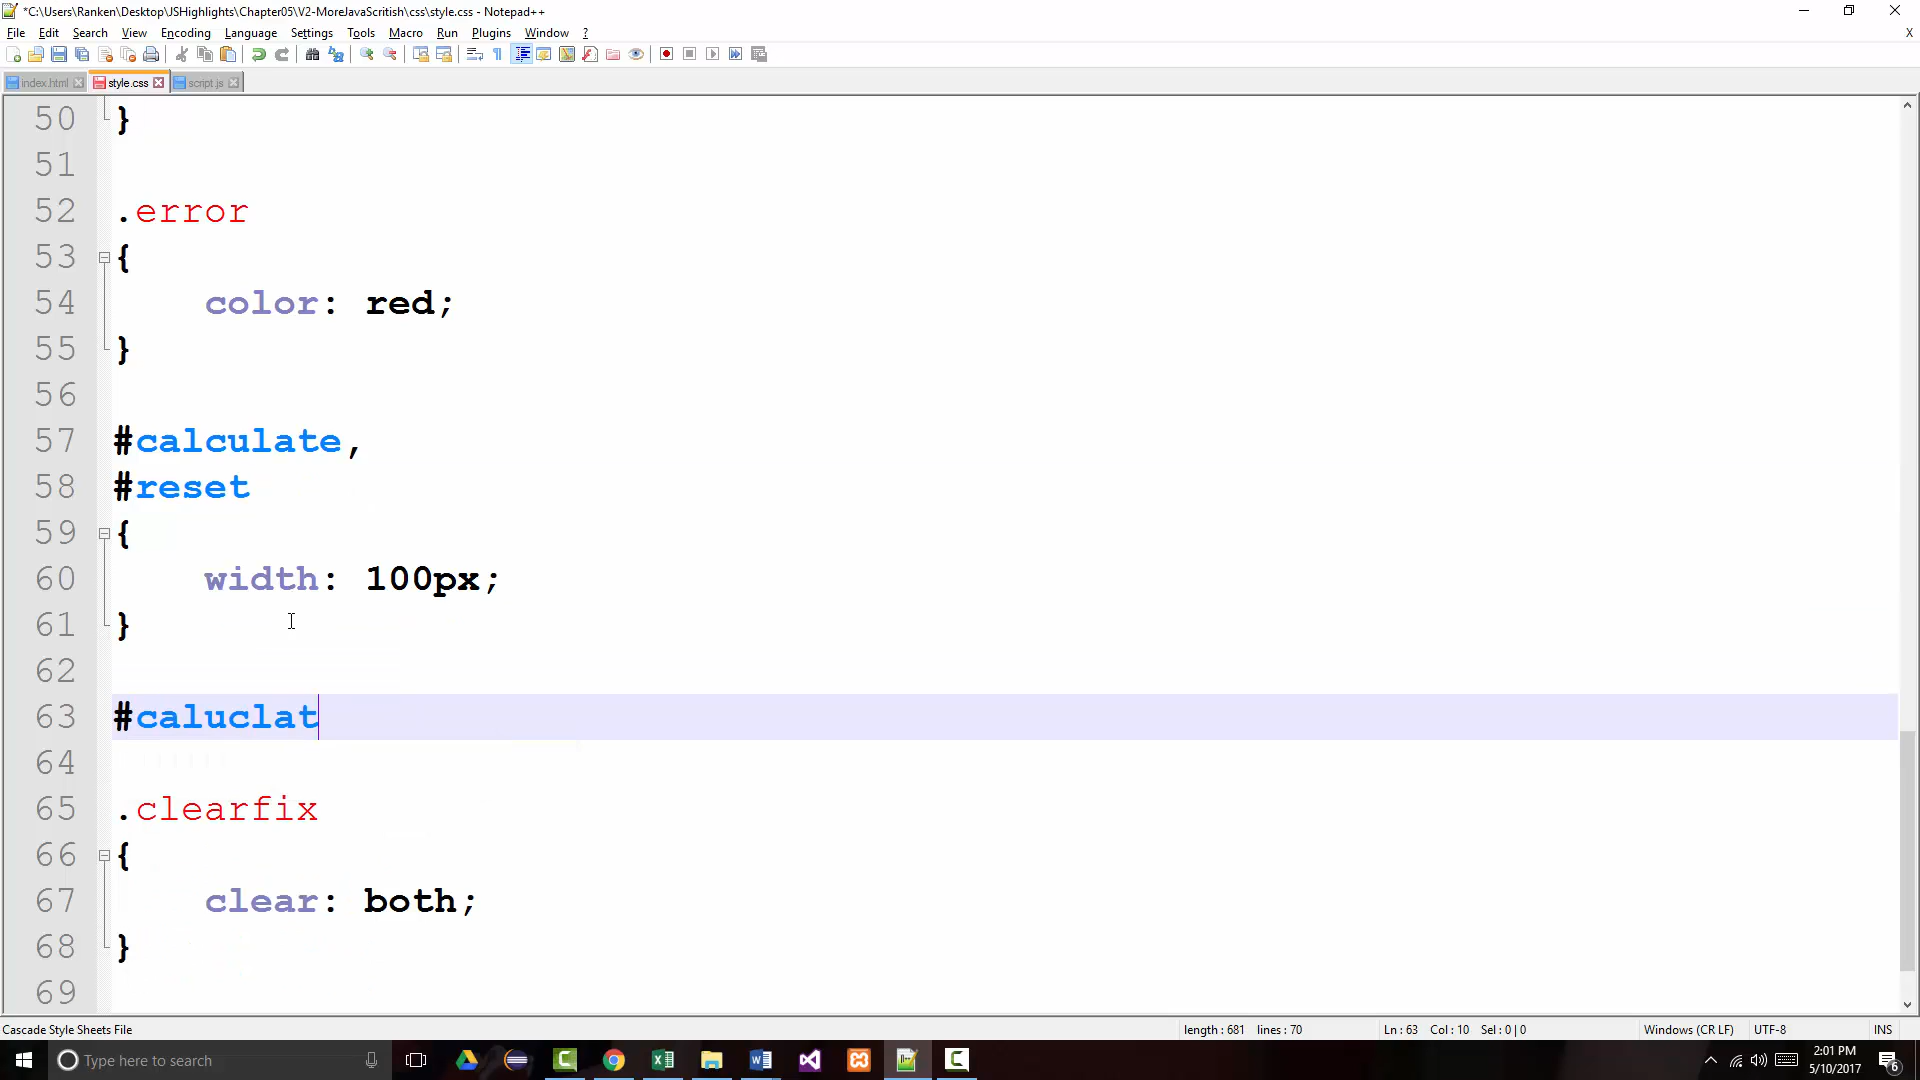 *C:\Users\Ranken\Desktop\JSHighlights\Chapter05\V2-MoreJavaScritish\css\style.css - Notepad++
File Edit Search View Encoding Language Settings Tools Macro Run Plugins Window ? X
index.html style.css script.js
50 }
51
52 .error
53 {
54 color: red;
55 }
56
57 #calculate,
58 #reset
59 {
60 width: 100px;
61 }
62
63 #caluclat
64
65 .clearfix
66 {
67 clear: both;
68 }
69
Cascade Style Sheets File length : 681 lines : 70 Ln : 63 Col : 10 Sel : 0 | 0 Windows (CR LF) UTF-8 INS
Type here to search 2:01 PM
5/10/2017 6